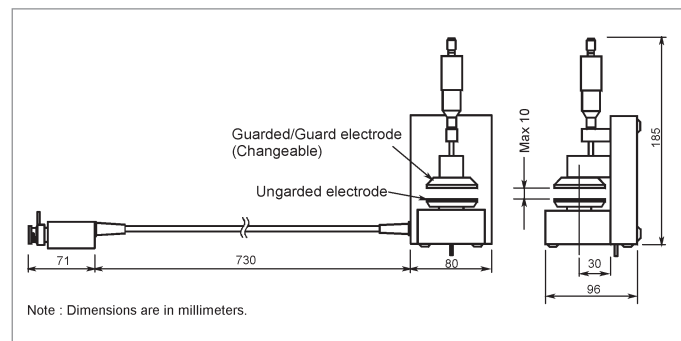 Guarded/Guard electrode
(Changeable)
Ungarded electrode
Max 10
185
71
730
80
30
96
Note : Dimensions are in millimeters.